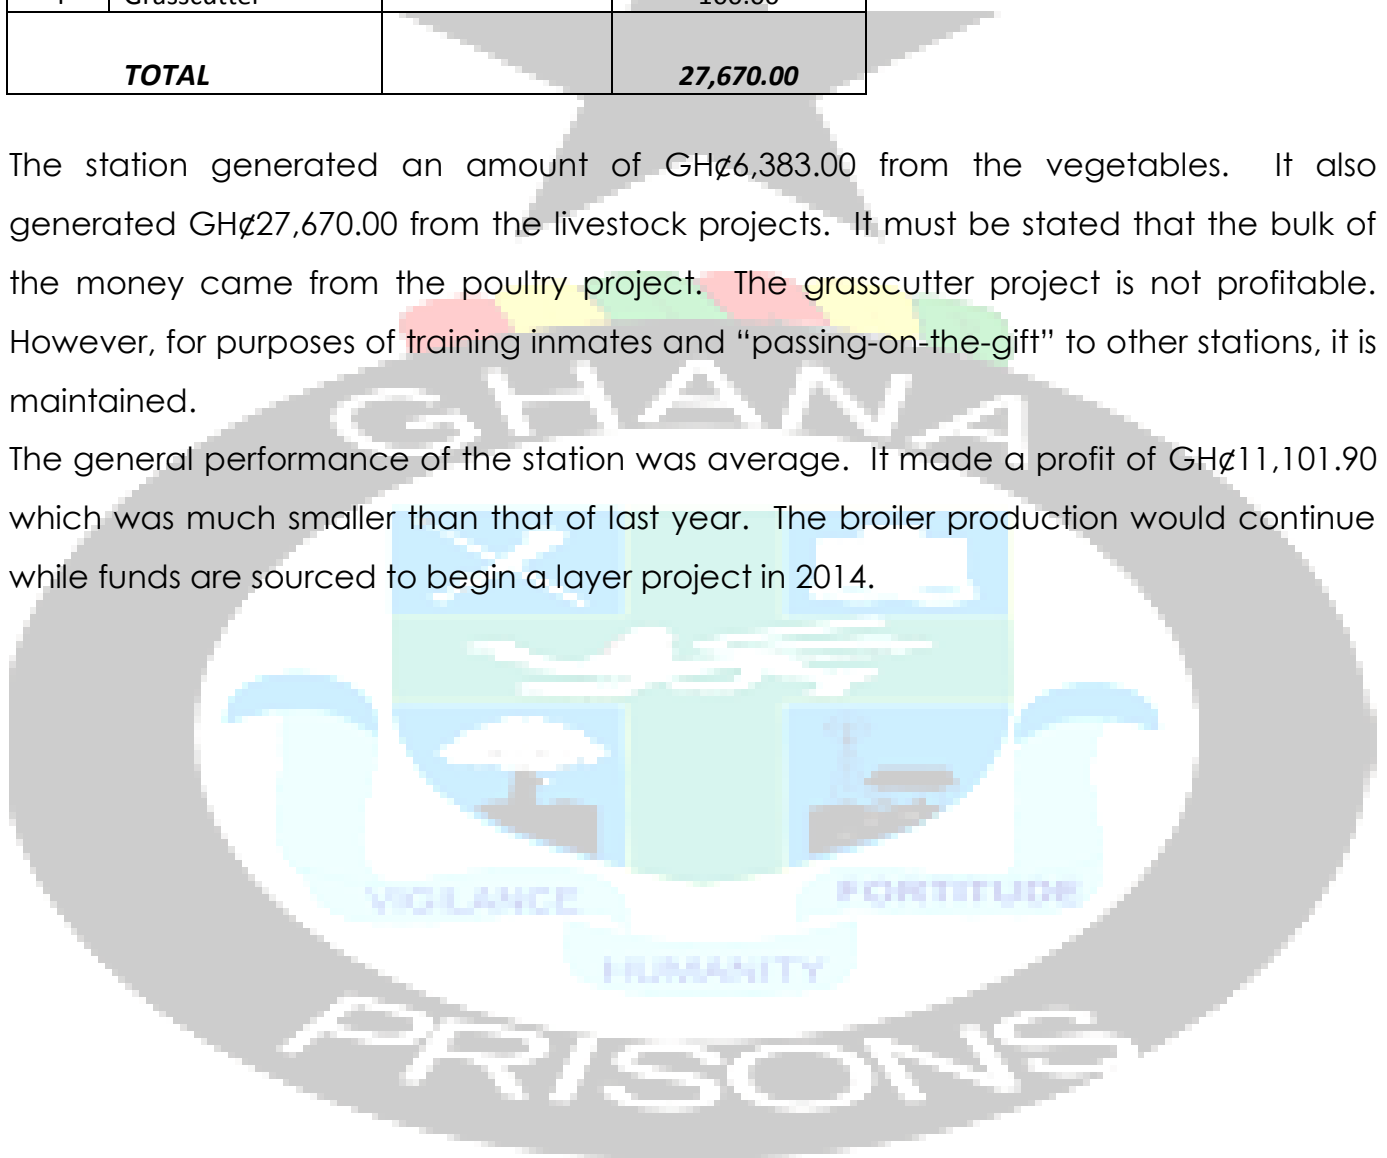 Grasscutter
TOTAL 27,670.00
The station generated an amount of GH₵6,383.00 from the vegetables. It also
generated GH₵27,670.00 from the livestock projects. It must be stated that the bulk of
the money came from the poultry project. The grasscutter project is not profitable.
However, for purposes of training inmates and “passing-on-the-gift” to other stations, it is
maintained.
The general performance of the station was average. It made a profit of GH₵11,101.90
which was much smaller than that of last year. The broiler production would continue
while funds are sourced to begin a layer project in 2014.
GHANA
VIGILANCE
FORTITUDE
HUMANITY
PRISONS